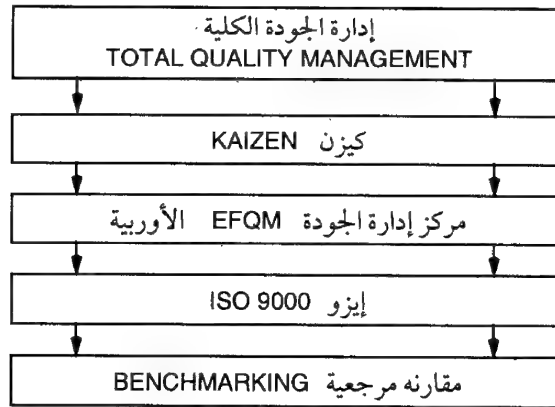 إدارة الجودة الكلية
TOTAL QUALITY MANAGEMENT
كيزن KAIZEN
مركز إدارة الجودة EFQM الأوربية
إيزو ISO 9000
مقارنه مرجعية BENCHMARKING